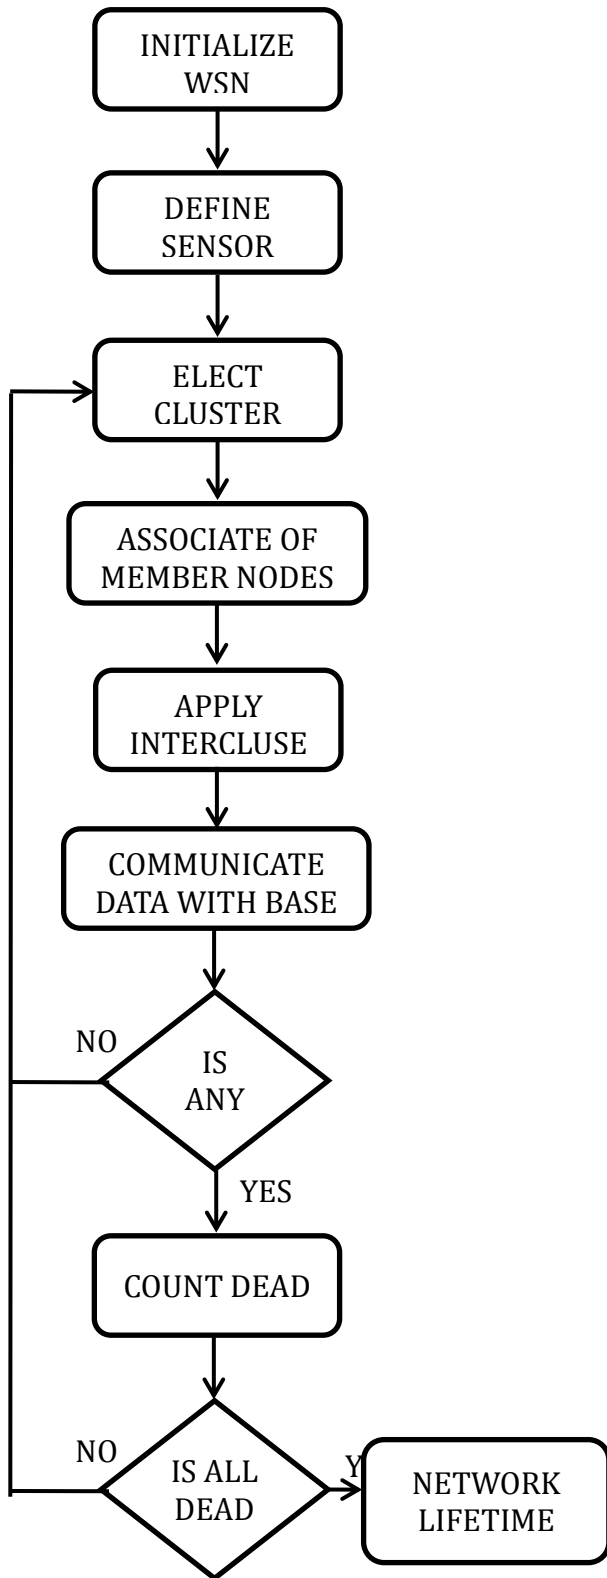 INITIALIZE
WSN
DEFINE
SENSOR
ELECT
CLUSTER
ASSOCIATE OF
MEMBER NODES
APPLY
INTERCLUSE
COMMUNICATE
DATA WITH BASE
NO
IS
ANY
YES
COUNT DEAD
NO
IS ALL
DEAD
Y
NETWORK
LIFETIME